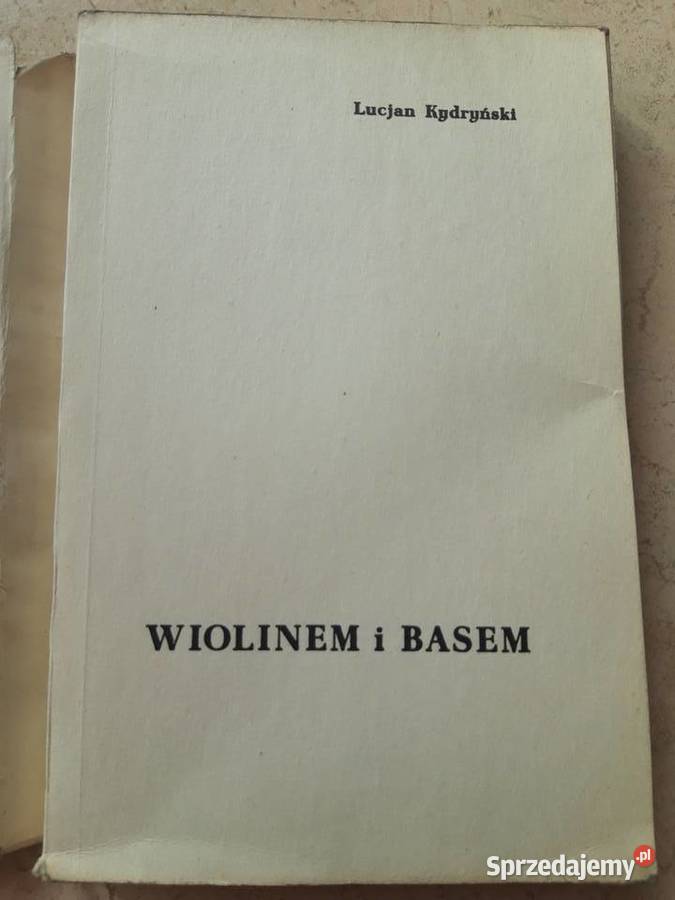 Lucjan Kydryński
WIOLINEM i BASEM
Sprzedajemy.pl